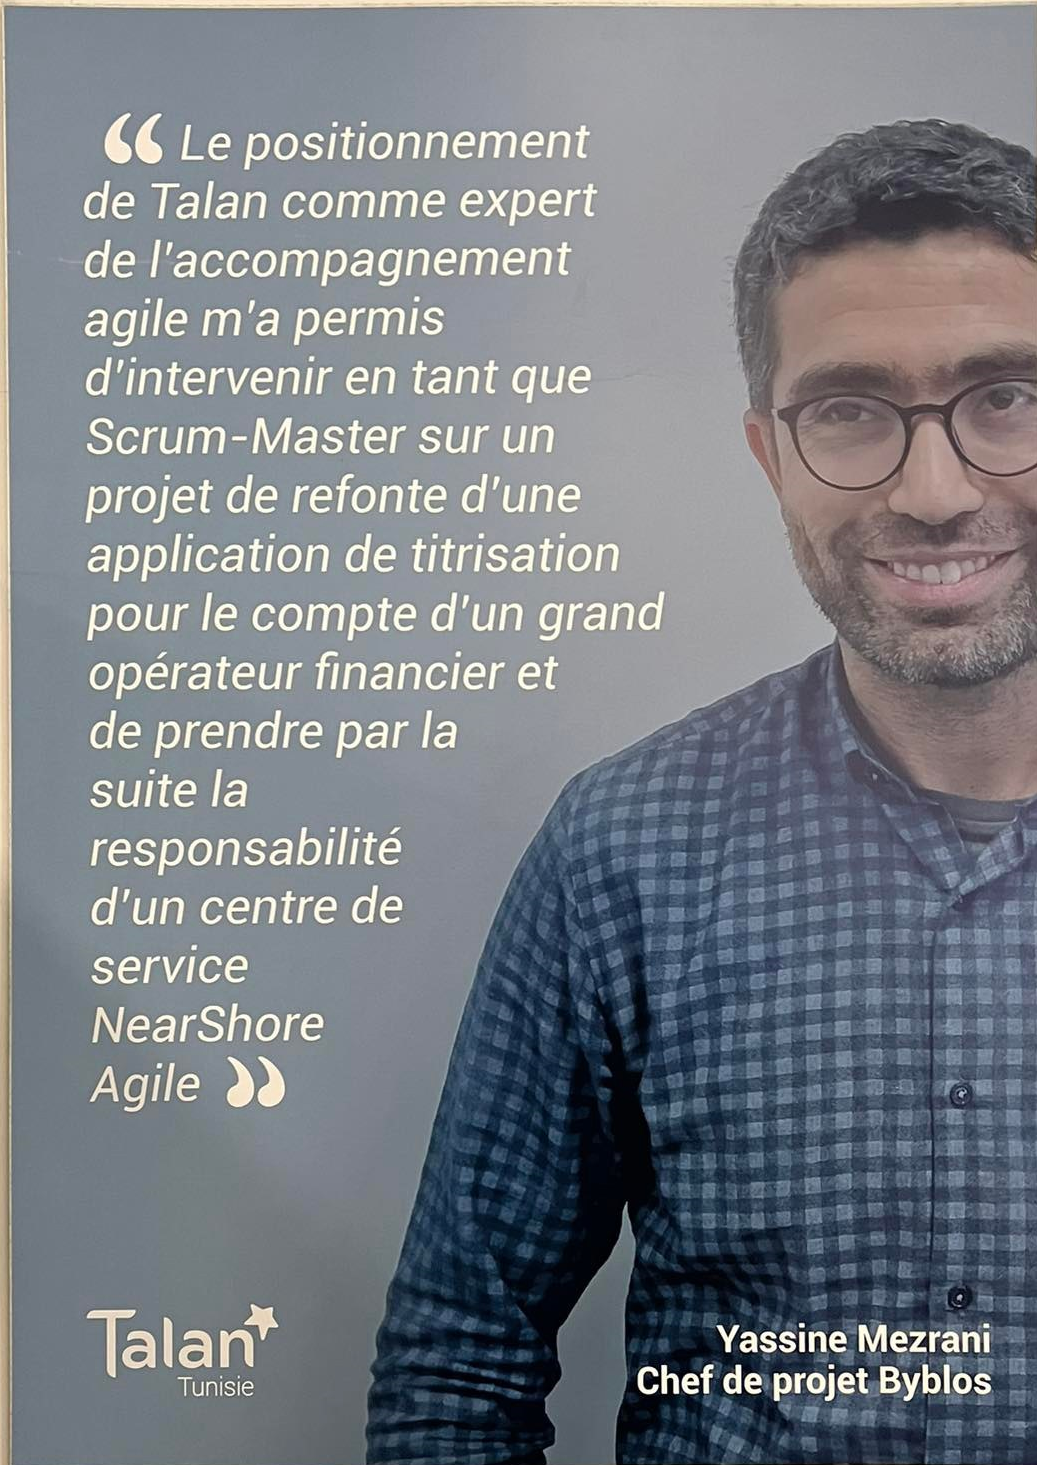 “ Le positionnement
de Talan comme expert
de l'accompagnement
agile m'a permis
d'intervenir en tant que
Scrum-Master sur un
projet de refonte d'une
application de titrisation
pour le compte d'un grand
opérateur financier et
de prendre par la
suite la
responsabilité
d'un centre de
service
NearShore
Agile ”
Talan
Tunisie
Yassine Mezrani
Chef de projet Byblos